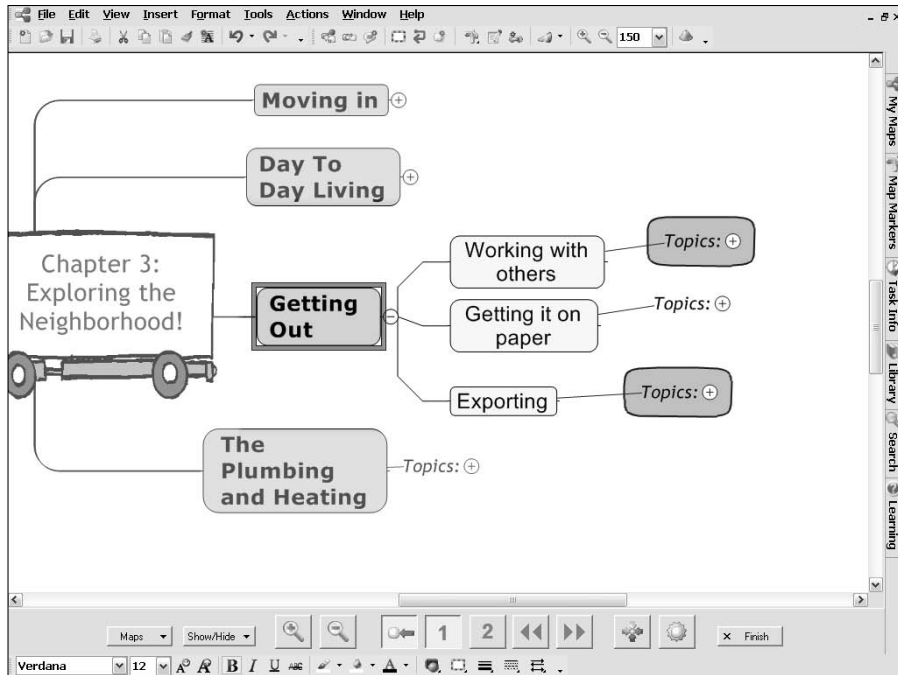 File Edit View Insert Format Tools Actions Window Help
150
Moving in
Day To
Day Living
Chapter 3:
Exploring the
Neighborhood!
Getting
Out
Working with
others
Topics:
Getting it on
paper
Topics:
Exporting
Topics:
The
Plumbing
and Heating
Topics:
My Maps
Map Markers
Task Info
Library
Search
Learning
Maps Show/Hide 1 2 Finish
Verdana 12 B I U ABC A